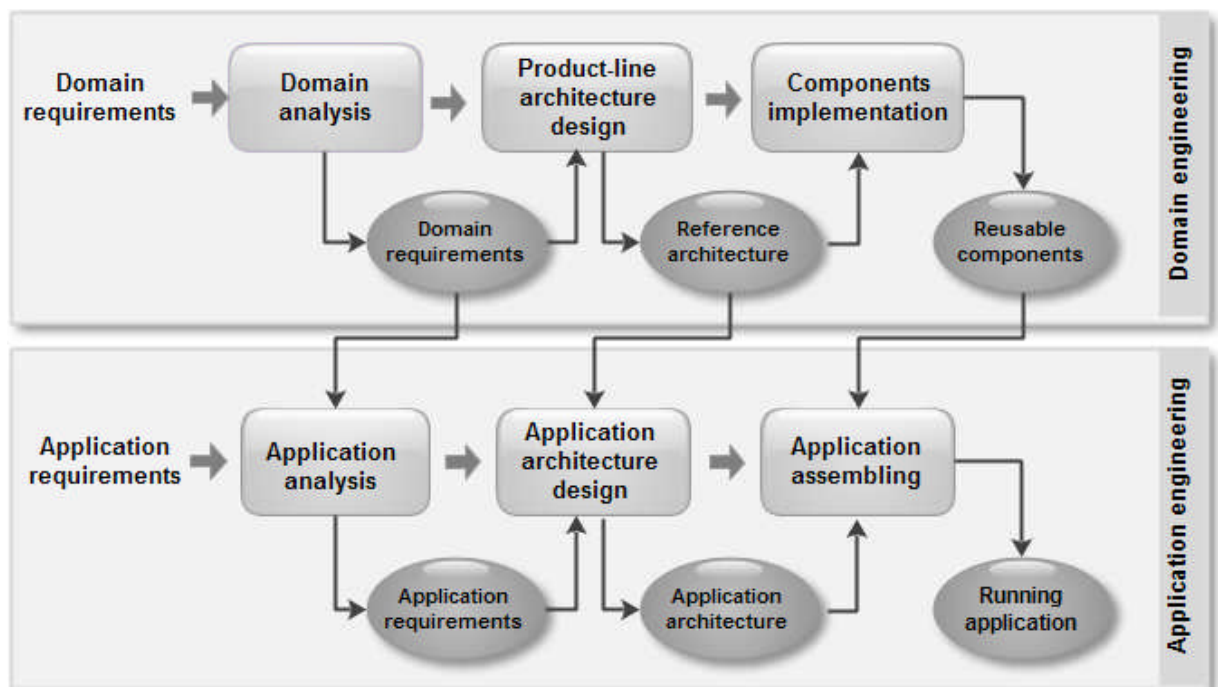 Domain
requirements
Domain
analysis
Product-line
architecture
design
Components
implementation
Domain
requirements
Reference
architecture
Reusable
components
Domain engineering
Application
requirements
Application
analysis
Application
architecture
design
Application
assembling
Application
requirements
Application
architecture
Running
application
Application engineering